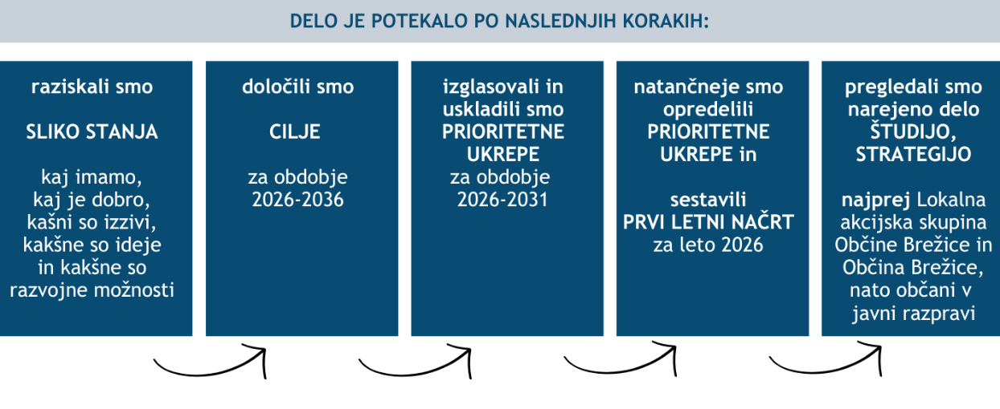 DELO JE POTEKALO PO NASLEDNJIH KORAKIH:
raziskali smo
SLIKO STANJA
kaj imamo,
kaj je dobro,
kašni so izzivi,
kakšne so ideje
in kakšne so
razvojne možnosti
določili smo
CILJE
za obdobje
2026-2036
izglasovali in
uskladili smo
PRIORITETNE
UKREPE
za obdobje
2026-2031
natančneje smo
opredelili
PRIORITETNE
UKREPE in
sestavili
PRVI LETNI NAČRT
za leto 2026
pregledali smo
narejeno delo
ŠTUDIJO,
STRATEGIJO
najprej Lokalna
akcijska skupina
Občine Brežice in
Občina Brežice,
nato občani v
javni razpravi